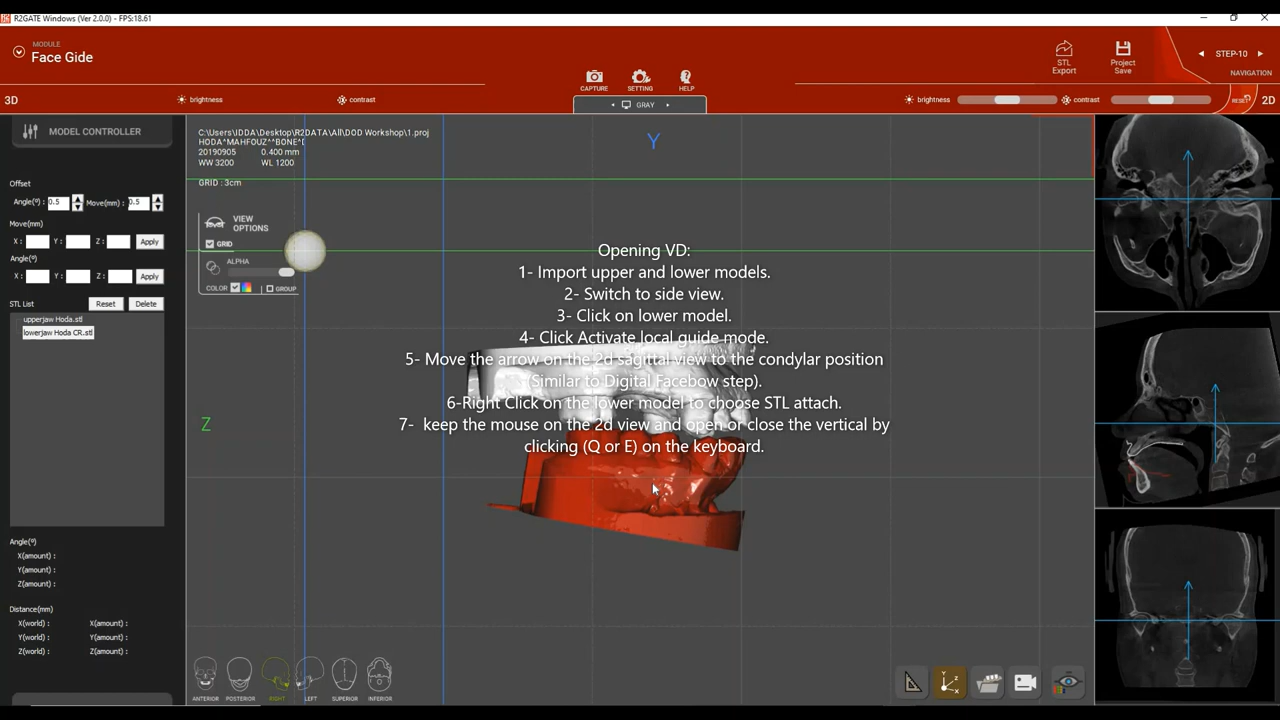 R2GATE Windows (Ver 2.0.0) - FPS:18.61
MODULE
Face Gide
STL Export
Project Save
STEP-10
NAVIGATION
CAPTURE
SETTING
HELP
3D
brightness
contrast
GRAY
brightness
contrast
RESET
2D
MODEL CONTROLLER
Offset
Angle(º) : 0.5 Move(mm) : 0.5
Move(mm)
X : Y : Z : Apply
Angle(º)
X : Y : Z : Apply
STL List Reset Delete
upperjaw Hoda.stl
lowerjaw Hoda CR.stl
Angle(º)
X(amount) :
Y(amount) :
Z(amount) :
Distance(mm)
X(world) : X(amount) :
Y(world) : Y(amount) :
Z(world) : Z(amount) :
C:\Users\IDDA\Desktop\R2DATA\All\DOD Workshop\1.proj
HODA^MAHFOUZ^^BONE^[
20190905 0.400 mm
WW 3200 WL 1200
GRID : 3cm
VIEW OPTIONS
GRID
ALPHA
COLOR
GROUP
Y
Z
Opening VD:
1- Import upper and lower models.
2- Switch to side view.
3- Click on lower model.
4- Click Activate local guide mode.
5- Move the arrow on the 2d sagittal view to the condylar position
(Similar to Digital Facebow step).
6-Right Click on the lower model to choose STL attach.
7- keep the mouse on the 2d view and open or close the vertical by
clicking (Q or E) on the keyboard.
ANTERIOR
POSTERIOR
RIGHT
LEFT
SUPERIOR
INFERIOR